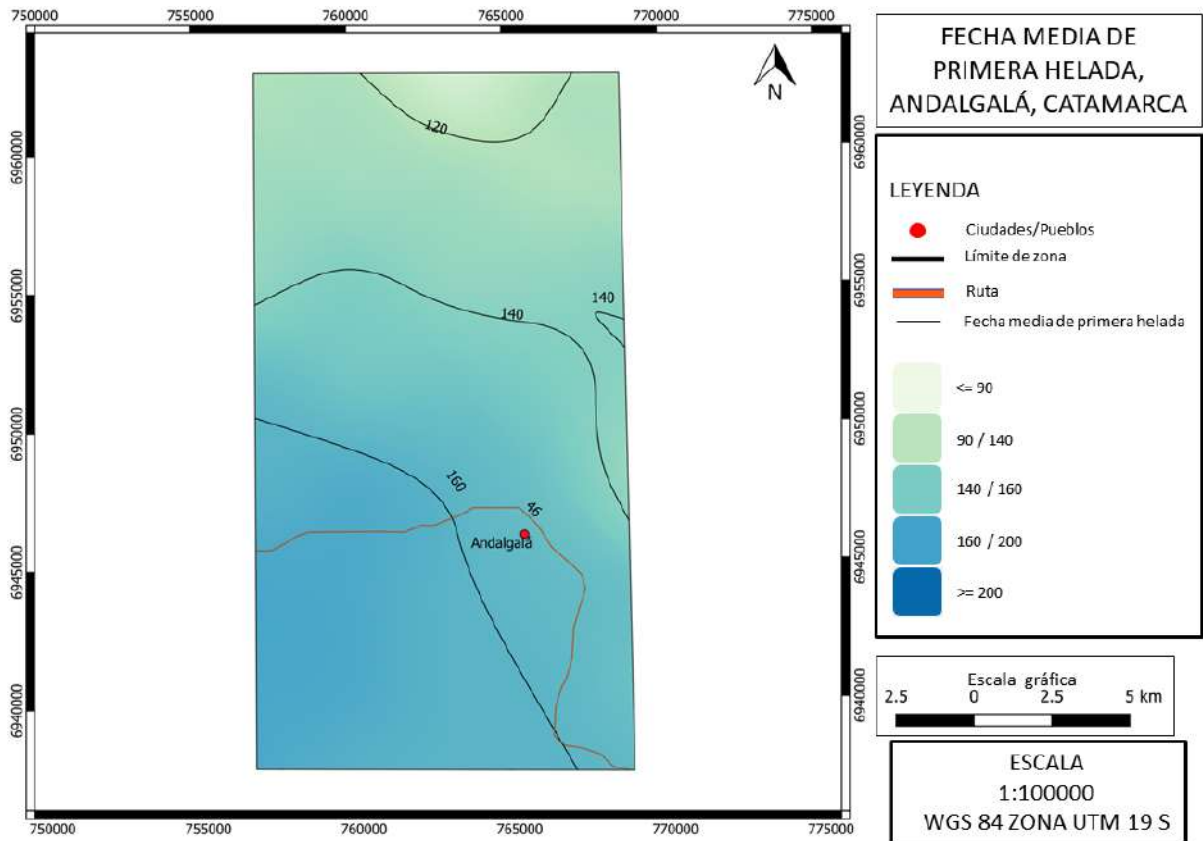 750000 755000 760000 765000 770000 775000
6960000
6955000
6950000
6945000
6940000
120
140
140
160
46
Andalgalá
N
6960000
6955000
6950000
6945000
6940000
750000 755000 760000 765000 770000 775000
FECHA MEDIA DE
PRIMERA HELADA,
ANDALGALÁ, CATAMARCA
LEYENDA
Ciudades/Pueblos
Límite de zona
Ruta
Fecha media de primera helada
<= 90
90 / 140
140 / 160
160 / 200
>= 200
Escala gráfica
2.5 0 2.5 5 km
ESCALA
1:100000
WGS 84 ZONA UTM 19 S